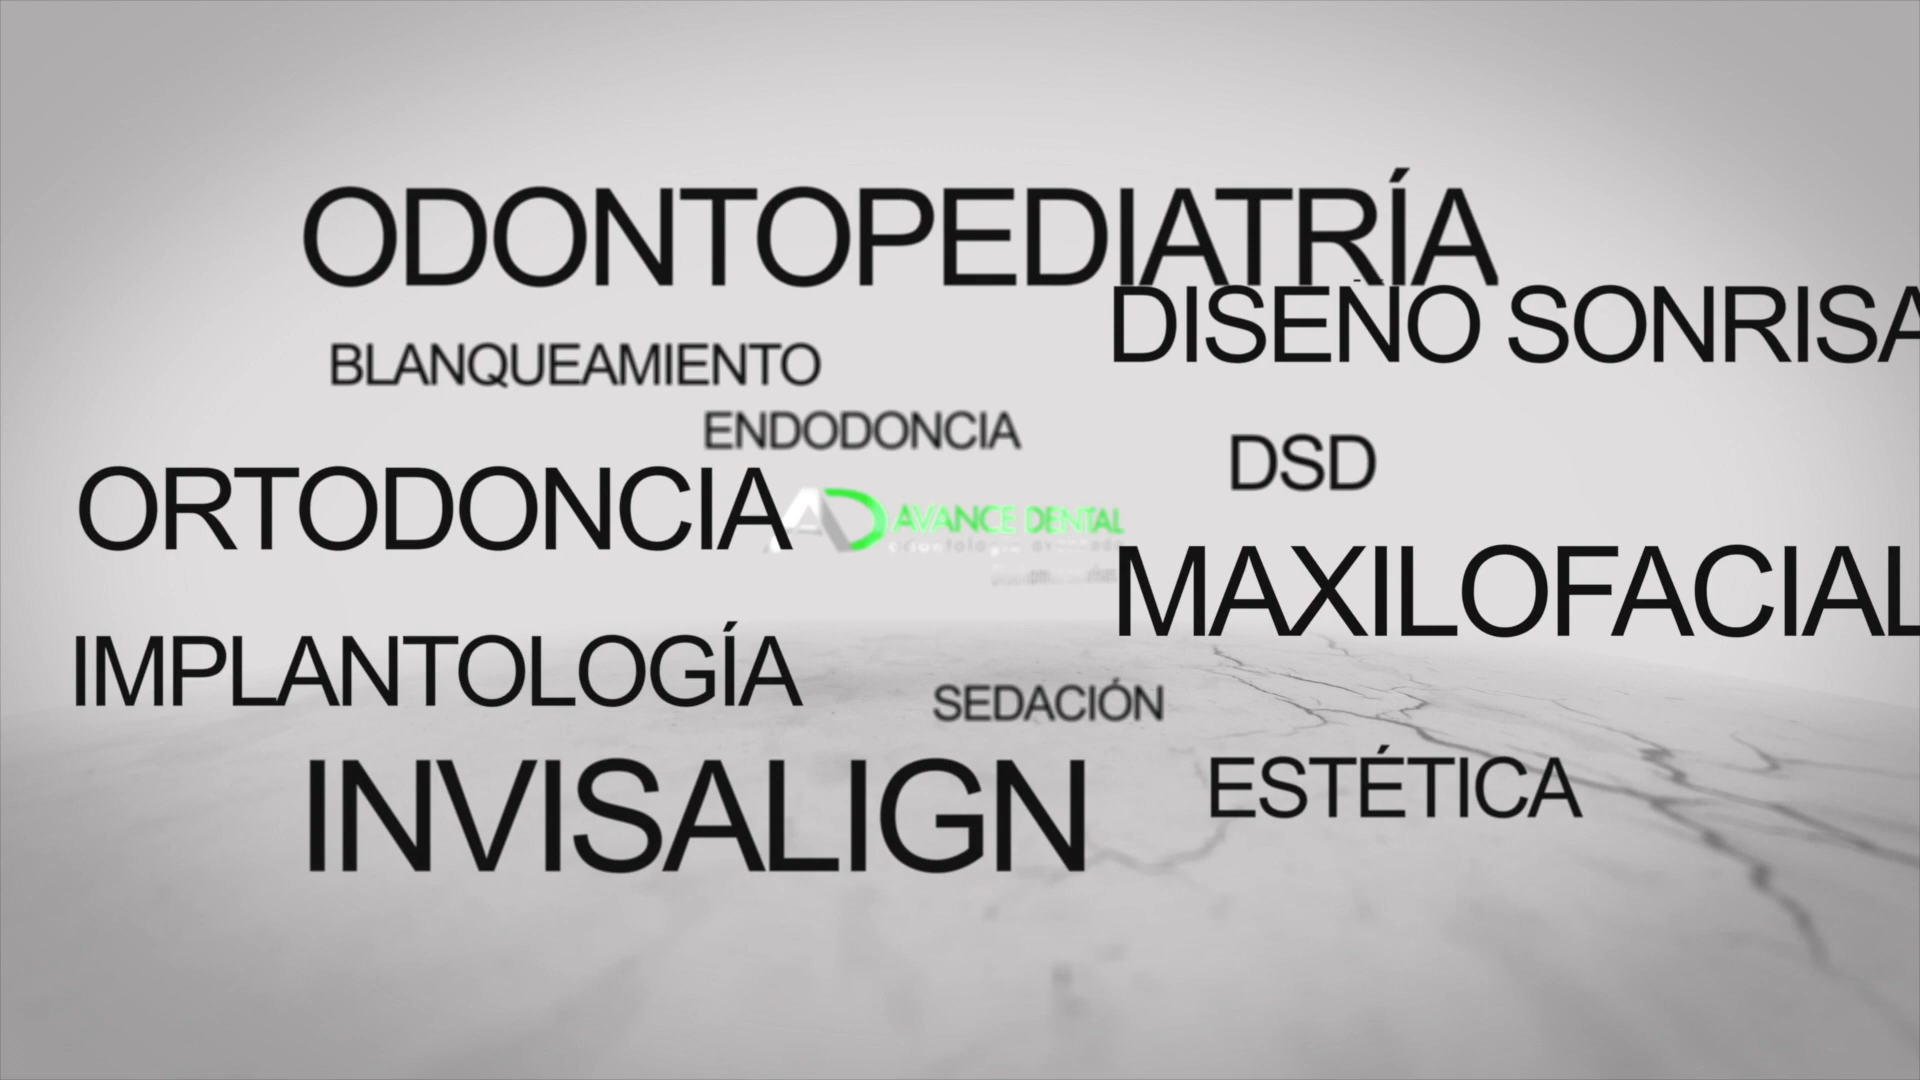 ODONTOPEDIATRÍA
DISEÑO SONRISA
BLANQUEAMIENTO
ENDODONCIA
DSD
ORTODONCIA
AVANCE DENTAL
MAXILOFACIAL
IMPLANTOLOGÍA
SEDACIÓN
INVISALIGN
ESTÉTICA